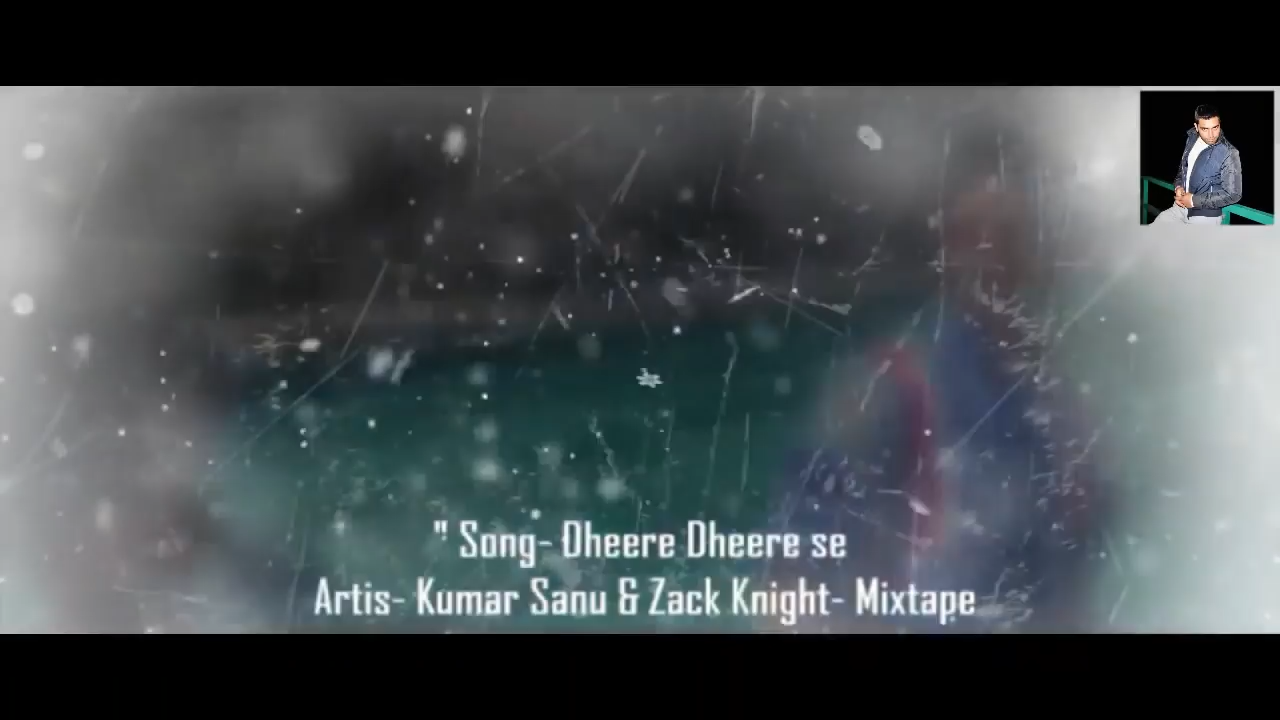 " Song- Dheere Dheere se
Artis- Kumar Sanu & Zack Knight- Mixtape